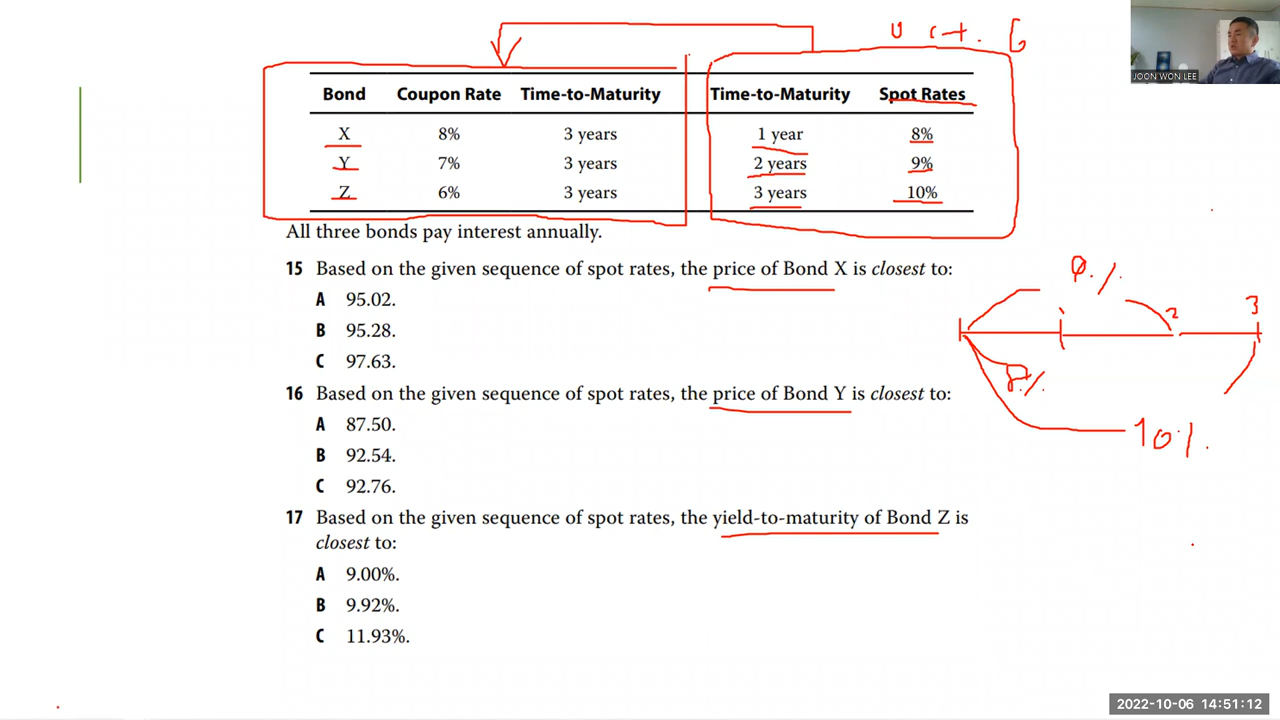 JOON WON LEE
Bond Coupon Rate Time-to-Maturity Time-to-Maturity Spot Rates
X 8% 3 years 1 year 8%
Y 7% 3 years 2 years 9%
Z 6% 3 years 3 years 10%
All three bonds pay interest annually.
15 Based on the given sequence of spot rates, the price of Bond X is closest to:
A 95.02.
B 95.28.
C 97.63.
16 Based on the given sequence of spot rates, the price of Bond Y is closest to:
A 87.50.
B 92.54.
C 92.76.
17 Based on the given sequence of spot rates, the yield-to-maturity of Bond Z is
closest to:
A 9.00%.
B 9.92%.
C 11.93%.
2 3
8%
10%.
2022-10-06 14:51:12